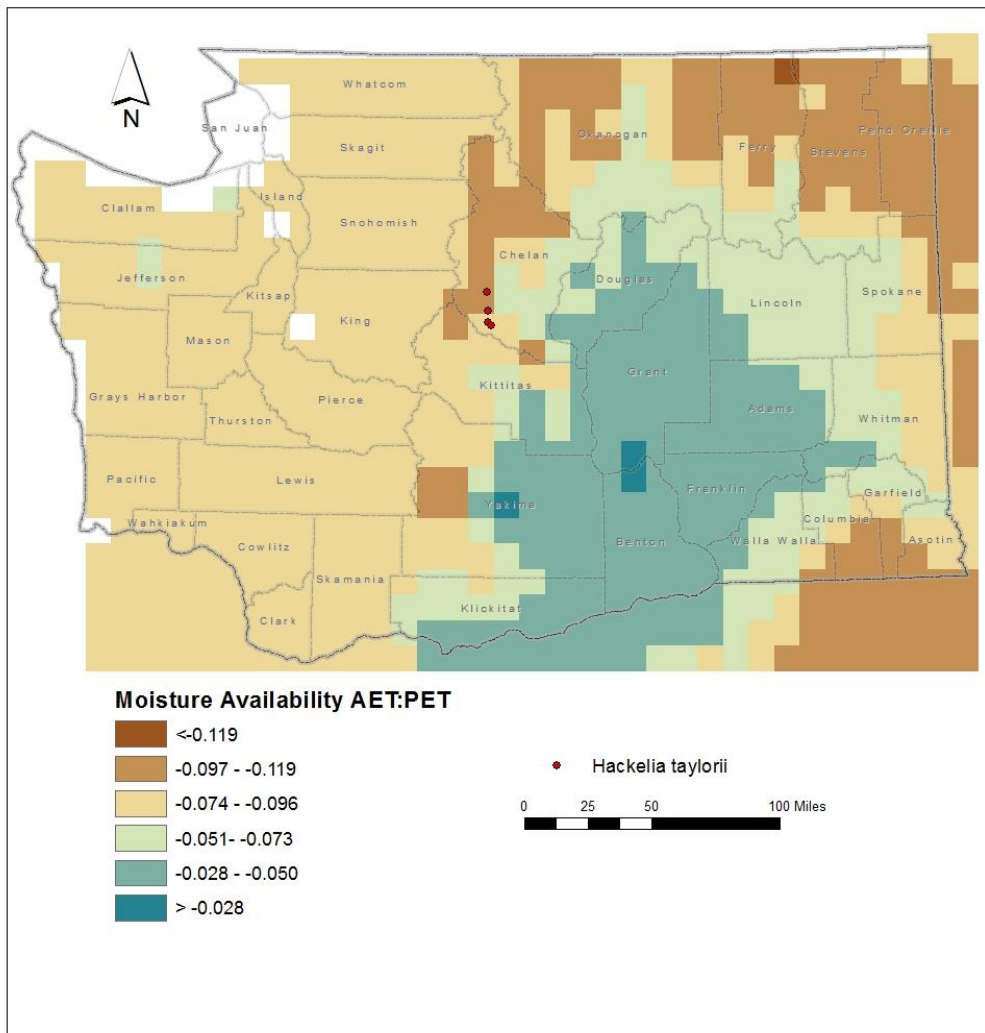 Whatcom
N
San Juan
Okanogan
Pend Oreille
Skagit
Ferry
Stevens
Island
Clallam
Snohomish
Chelan
Jefferson
Douglas
Kitsap
Lincoln
Spokane
King
Mason
Grant
Kittitas
Grays Harbor
Pierce
Adams
Thurston
Whitman
Pacific
Lewis
Franklin
Garfield
Yakima
Columbia
Wahkiakum
Benton
Walla Walla
Asotin
Cowlitz
Skamania
Klickitat
Clark
Moisture Availability AET:PET
<-0.119
-0.097 - -0.119
Hackelia taylorii
-0.074 - -0.096
0 25 50 100 Miles
-0.051- -0.073
-0.028 - -0.050
> -0.028